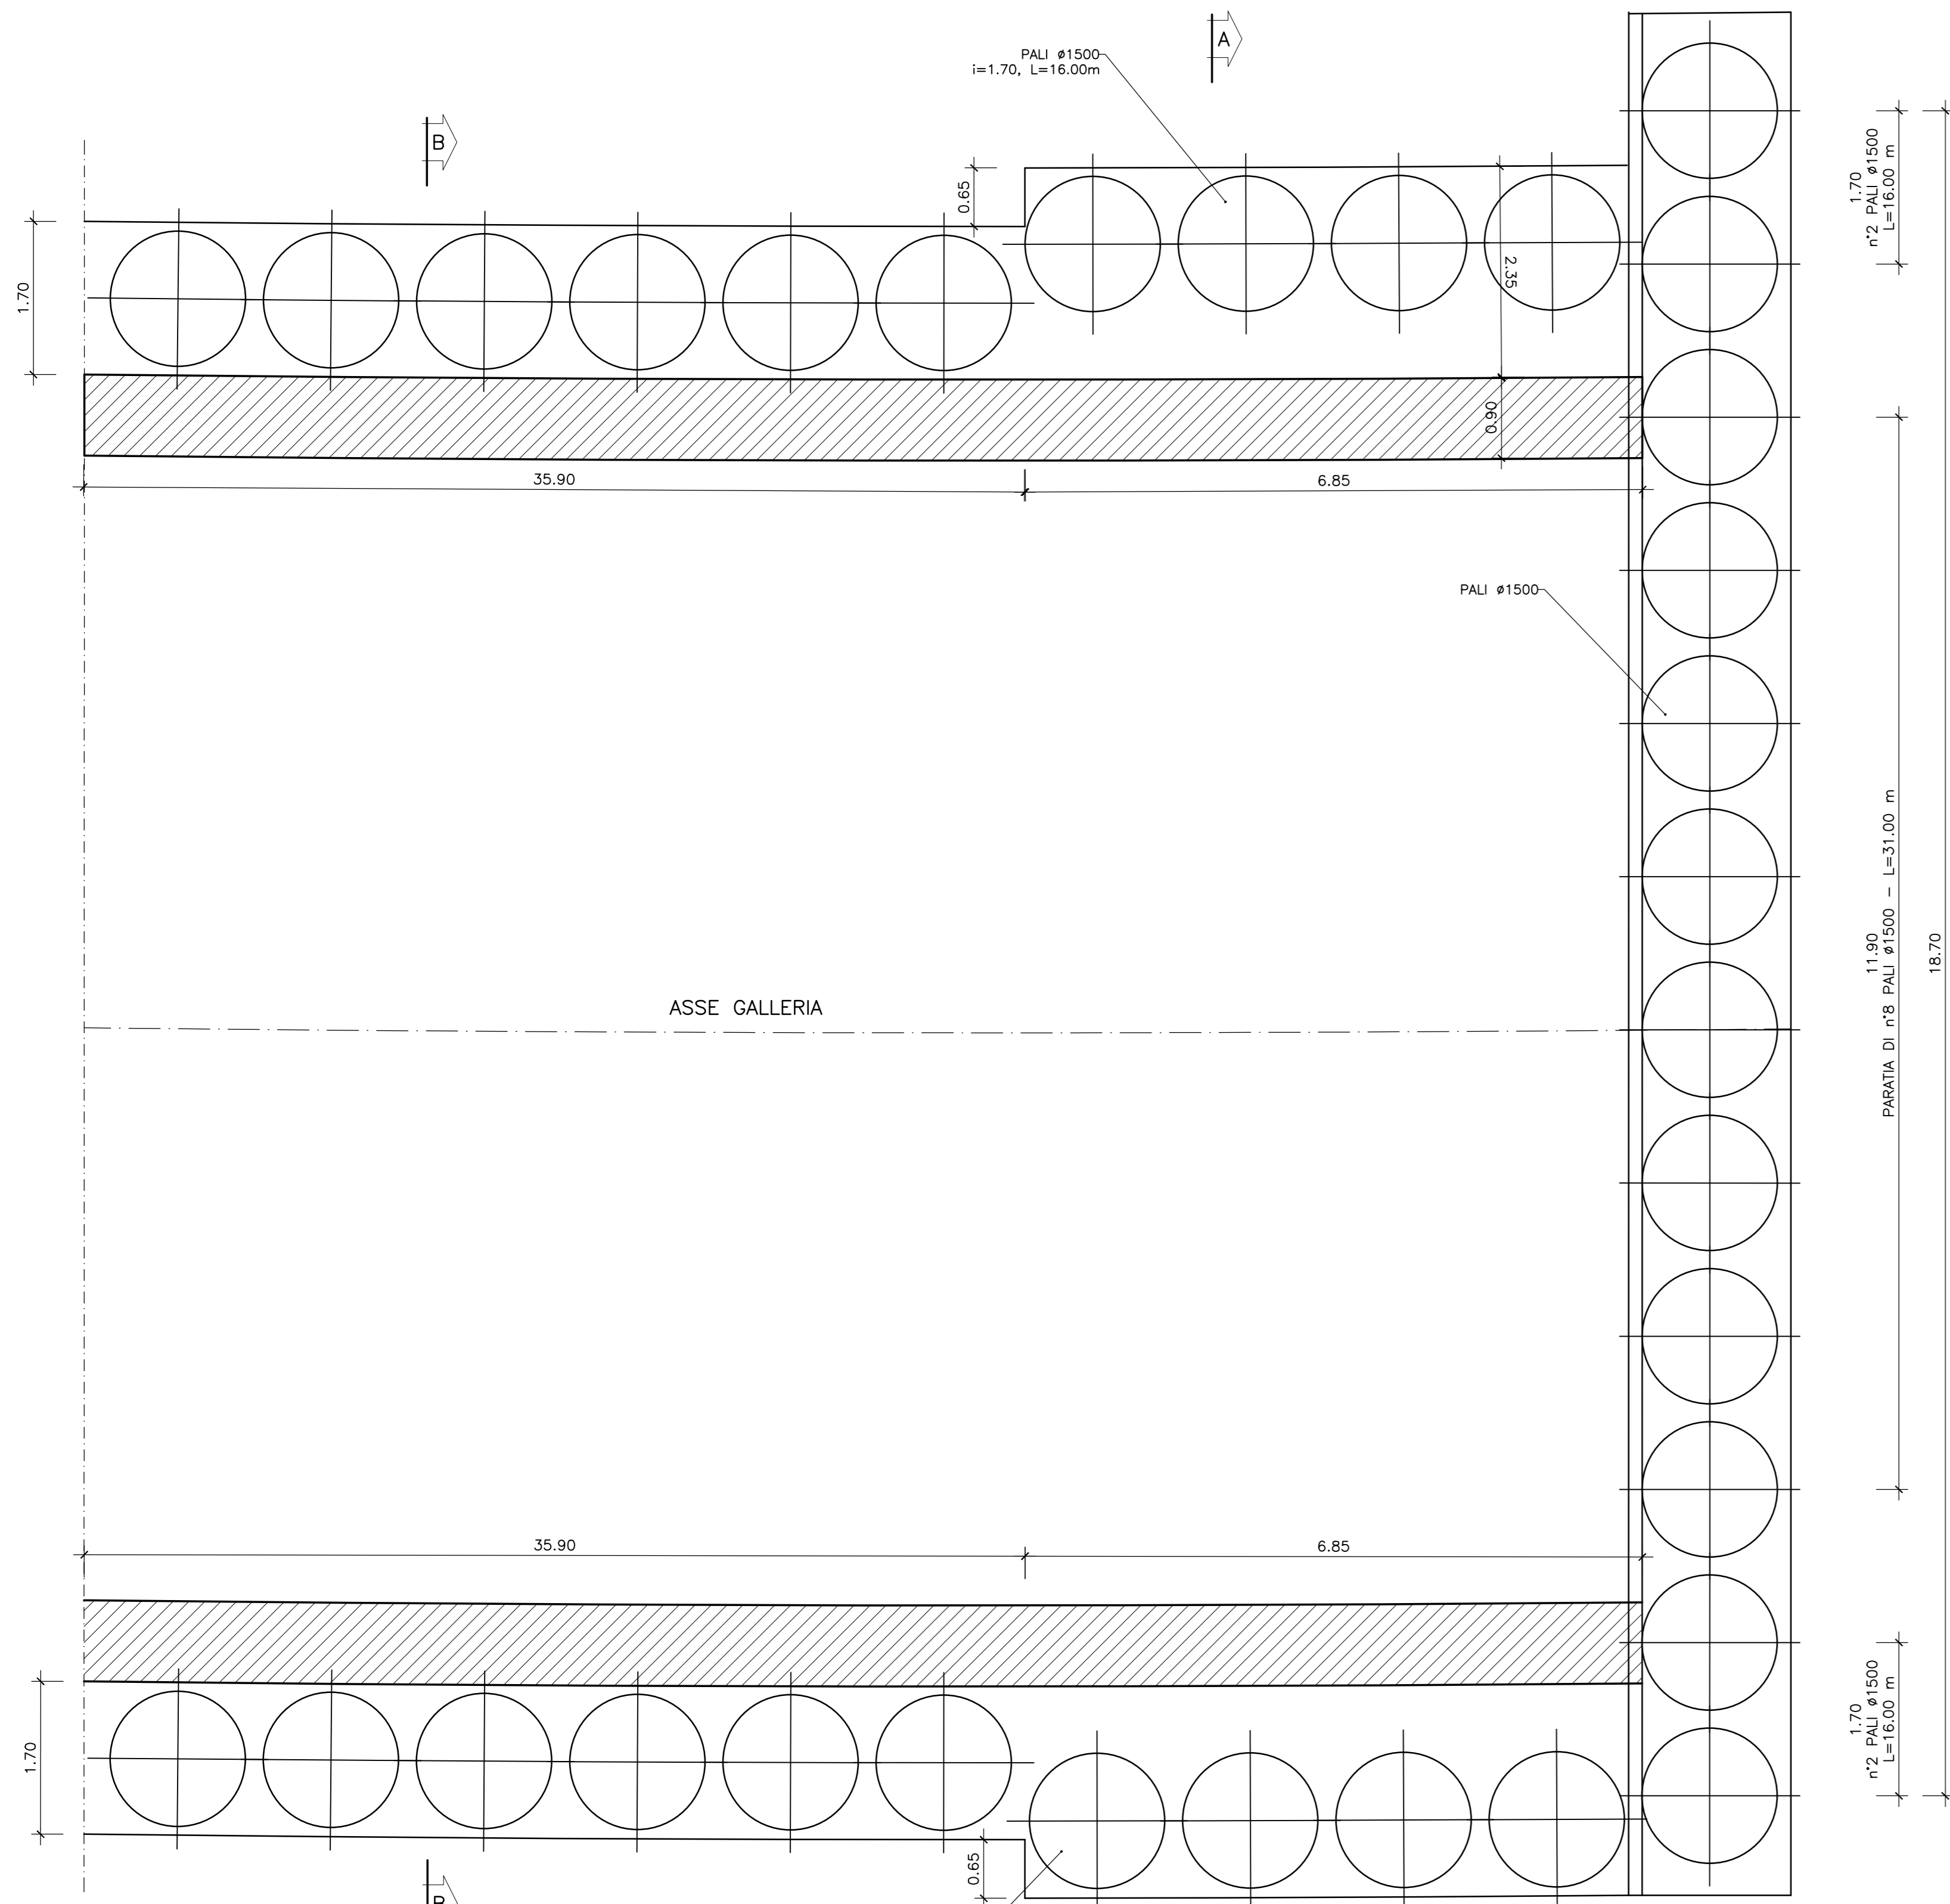 A
PALI ø1500
i=1.70, L=16.00m
B
0.65
1.70
2.35
0.90
35.90
6.85
1.70
n°2 PALI ø1500
L=16.00 m
PALI ø1500
11.90
PARATIA DI n°8 PALI ø1500 - L=31.00 m
18.70
ASSE GALLERIA
35.90
6.85
1.70
0.65
1.70
n°2 PALI ø1500
L=16.00 m
B